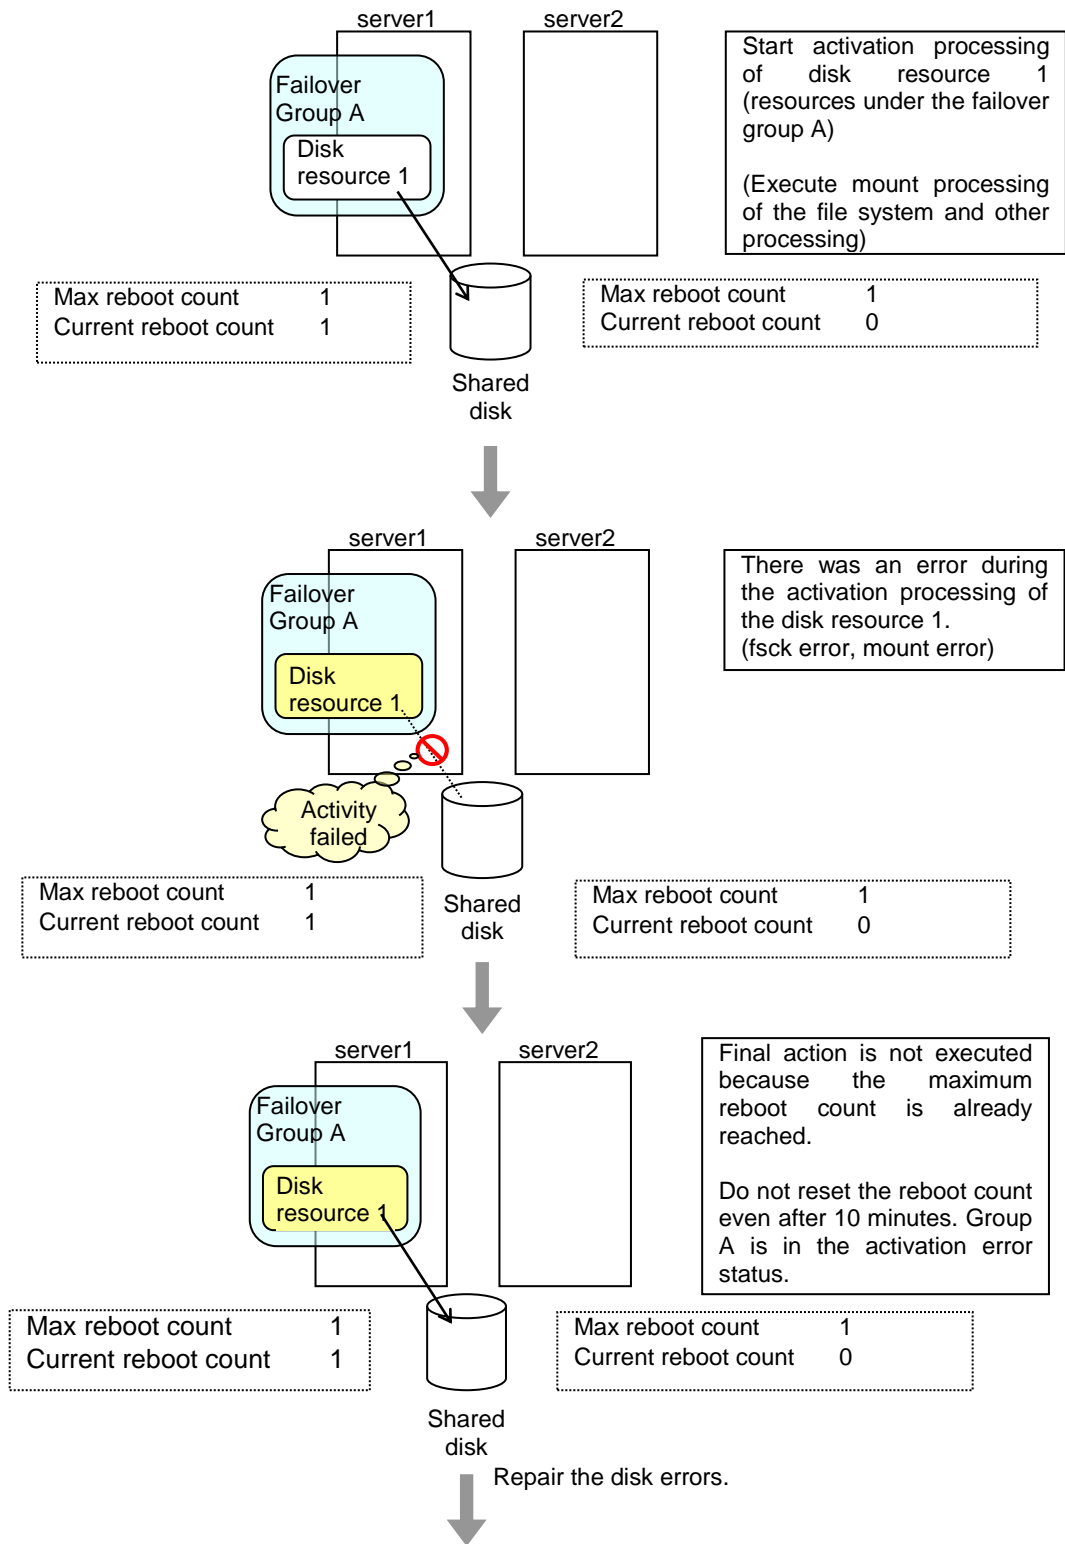 server1
server2
Failover
Group A
Disk
resource 1
Start activation processing
of disk resource 1
(resources under the failover
group A)
(Execute mount processing
of the file system and other
processing)
Max reboot count 1
Current reboot count 1
Max reboot count 1
Current reboot count 0
Shared
disk
server1
server2
Failover
Group A
Disk
resource 1
Activity
failed
There was an error during
the activation processing of
the disk resource 1.
(fsck error, mount error)
Max reboot count 1
Current reboot count 1
Max reboot count 1
Current reboot count 0
Shared
disk
server1
server2
Failover
Group A
Disk
resource 1
Final action is not executed
because the maximum
reboot count is already
reached.
Do not reset the reboot count
even after 10 minutes. Group
A is in the activation error
status.
Max reboot count 1
Current reboot count 1
Max reboot count 1
Current reboot count 0
Shared
disk
Repair the disk errors.